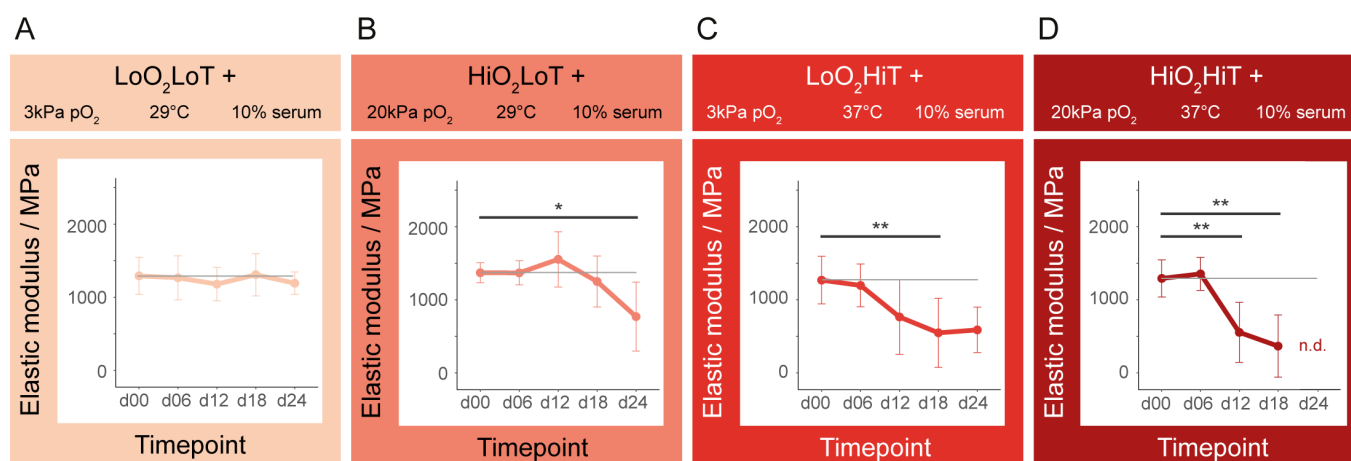 A
LoO₂LoT +
3kPa pO₂ 29°C 10% serum
Elastic modulus / MPa
2000
1000
0
d00 d06 d12 d18 d24
Timepoint
B
HiO₂LoT +
20kPa pO₂ 29°C 10% serum
Elastic modulus / MPa
2000
1000
0
*
d00 d06 d12 d18 d24
Timepoint
C
LoO₂HiT +
3kPa pO₂ 37°C 10% serum
Elastic modulus / MPa
2000
1000
0
**
d00 d06 d12 d18 d24
Timepoint
D
HiO₂HiT +
20kPa pO₂ 37°C 10% serum
Elastic modulus / MPa
2000
1000
0
**
**
n.d.
d00 d06 d12 d18 d24
Timepoint